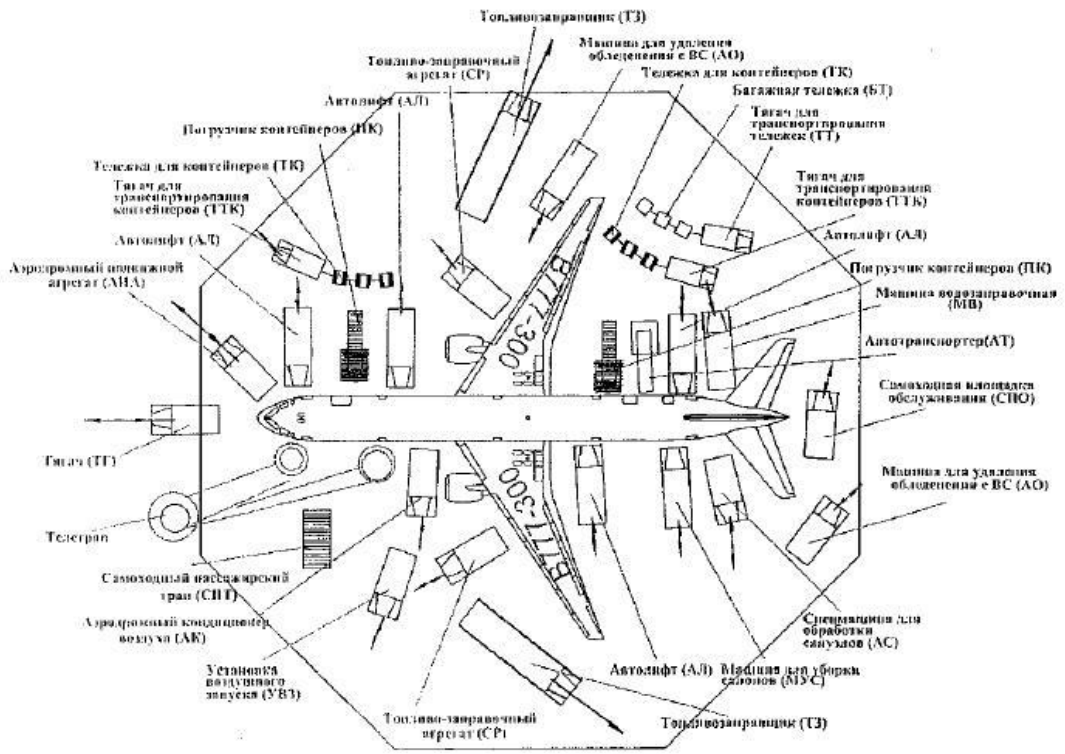 Топливозаправщик (ТЗ)
Машина для удаления
обледенения с ВС (АО)
Топливо-заправочный
агрегат (СР)
Тележка для контейнеров (ТК)
Багажная тележка (БТ)
Автолифт (АЛ)
Тягач для
транспортирования
тележек (ТТ)
Погрузчик контейнеров (ПК)
Тележка для контейнеров (ТК)
Тягач для
транспортирования
контейнеров (ТТК)
Тягач для
транспортирования
контейнеров (ТТК)
Автолифт (АЛ)
Автолифт (АЛ)
Аэродромный подвижной
агрегат (АПА)
Погрузчик контейнеров (ПК)
Машина водозаправочная
(МВ)
Автотранспортер(АТ)
Самоходная площадка
обслуживания (СПО)
Тягач (ТГ)
Машина для удаления
обледенения с ВС (АО)
Телетрап
Самоходный пассажирский
трап (СПТ)
Аэродромный кондиционер
воздуха (АК)
Спецмашина для
обработки
санузлов (АС)
Установка
воздушного
запуска (УВЗ)
Автолифт (АЛ)
Машина для уборки
салонов (МУС)
Топливо-заправочный
агрегат (СР)
Топливозаправщик (ТЗ)
B777-300
B777-300